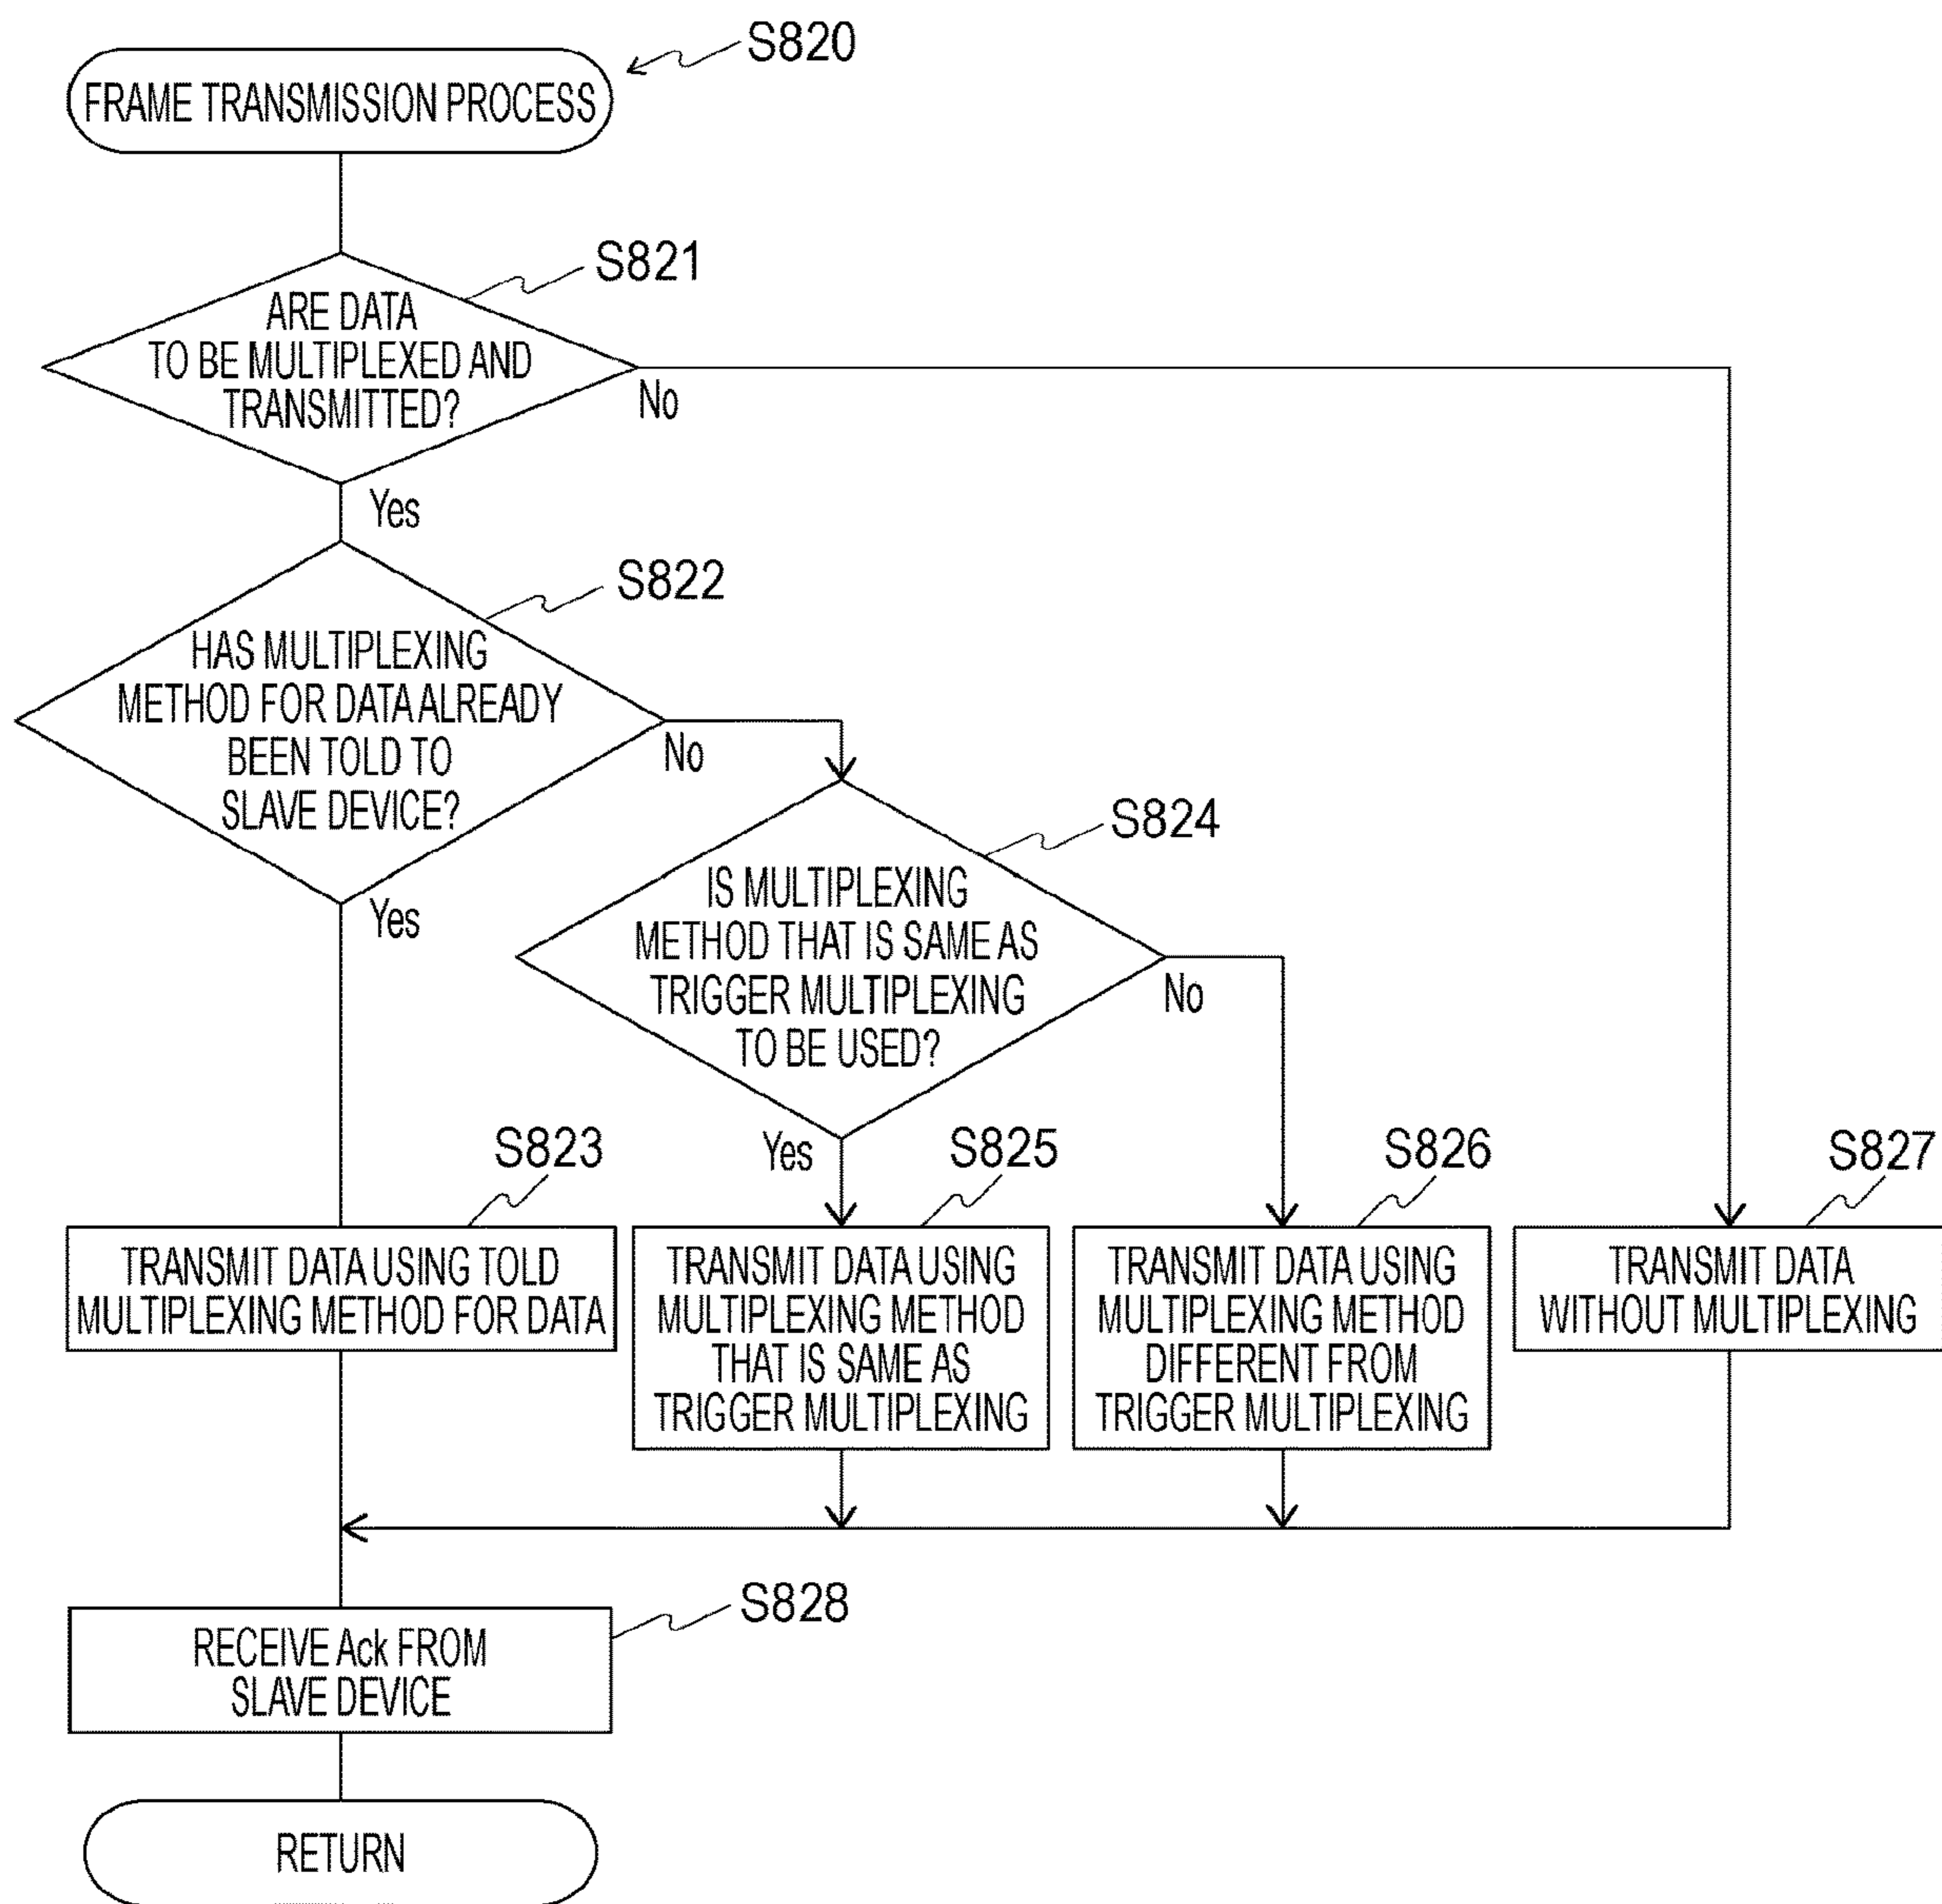 S820
FRAME TRANSMISSION PROCESS
S821
ARE DATA
TO BE MULTIPLEXED AND
TRANSMITTED?
No
Yes
S822
HAS MULTIPLEXING
METHOD FOR DATA ALREADY
BEEN TOLD TO
SLAVE DEVICE?
No
Yes
S824
IS MULTIPLEXING
METHOD THAT IS SAME AS
TRIGGER MULTIPLEXING
TO BE USED?
No
Yes
S823
TRANSMIT DATA USING TOLD
MULTIPLEXING METHOD FOR DATA
S825
TRANSMIT DATA USING
MULTIPLEXING METHOD
THAT IS SAME AS
TRIGGER MULTIPLEXING
S826
TRANSMIT DATA USING
MULTIPLEXING METHOD
DIFFERENT FROM
TRIGGER MULTIPLEXING
S827
TRANSMIT DATA
WITHOUT MULTIPLEXING
S828
RECEIVE Ack FROM
SLAVE DEVICE
RETURN